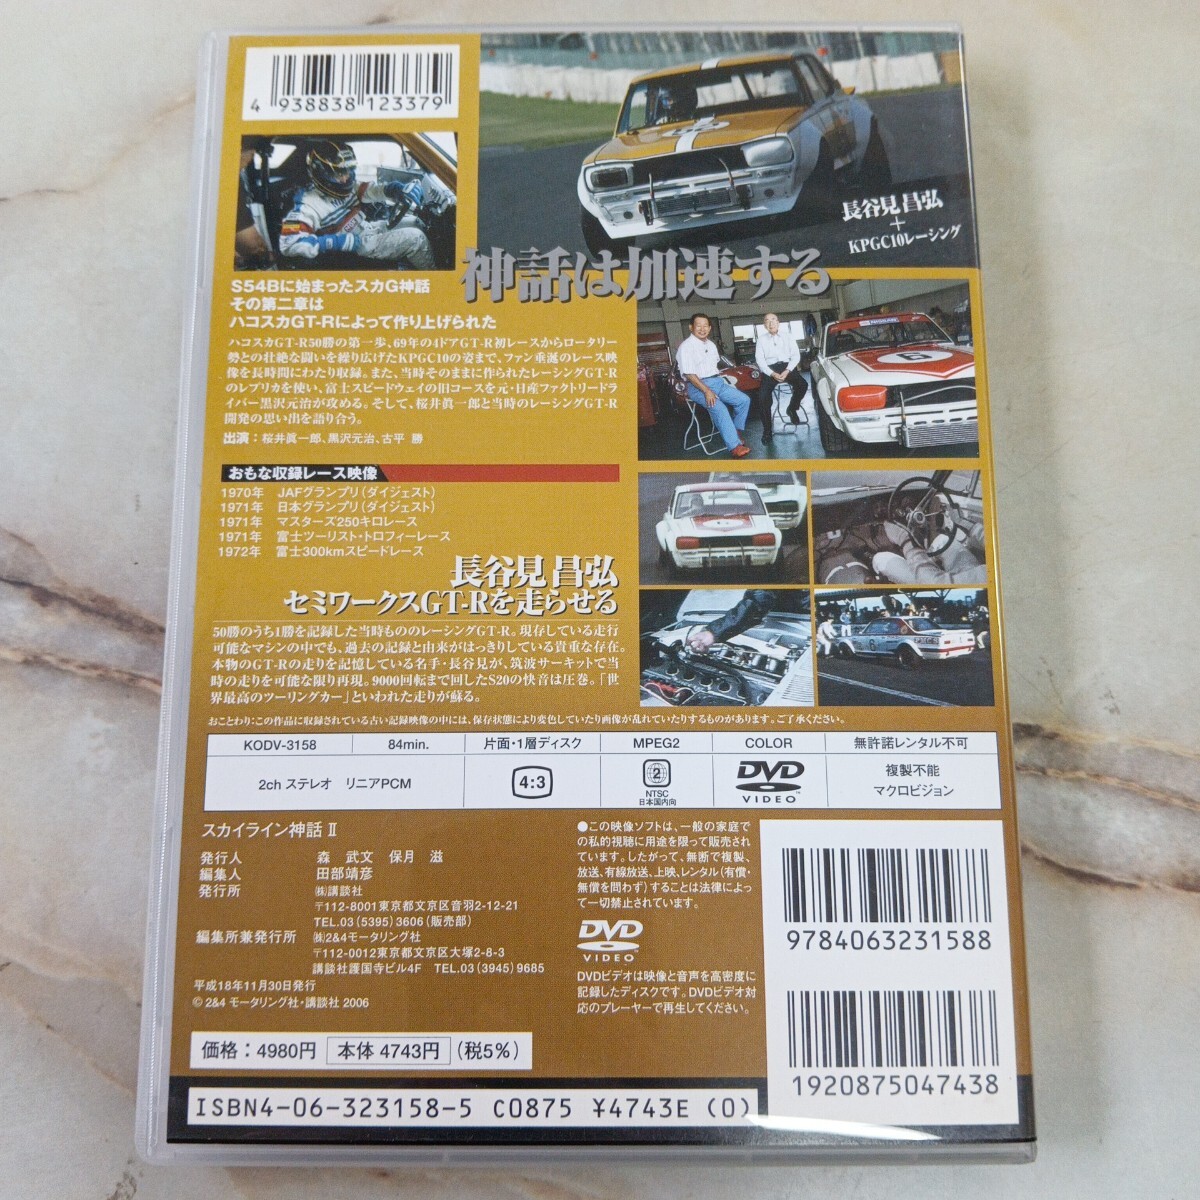 4 938838 123379
長谷見 昌弘
+
KPGC10レーシング
神話は加速する
S54Bに始まったスカG神話
その第二章は
ハコスカGT-Rによって作り上げられた
ハコスカGT-R50勝の第一歩、69年の4ドアGT-R初レースからロータリー
勢との壮絶な闘いを繰り広げたKPGC10の姿まで、ファン垂涎のレース映
像を長時間にわたり収録。また、当時そのままに作られたレーシングGT-R
のレプリカを使い、富士スピードウェイの旧コースを元・日産ファクトリードラ
イバー黒沢元治が攻める。そして、桜井眞一郎と当時のレーシングGT-R
開発の思い出を語り合う。
出演：桜井眞一郎、黒沢元治、古平 勝
おもな収録レース映像
1970年 JAFグランプリ（ダイジェスト）
1971年 日本グランプリ（ダイジェスト）
1971年 マスターズ250キロレース
1971年 富士ツーリスト・トロフィーレース
1972年 富士300kmスピードレース
長谷見 昌弘
セミワークスGT-Rを走らせる
50勝のうち1勝を記録した当時もののレーシングGT-R。現存している走行
可能なマシンの中でも、過去の記録と由来がはっきりしている貴重な存在。
本物のGT-Rの走りを記憶している名手・長谷見が、筑波サーキットで当
時の走りを可能な限り再現。9000回転まで回したS20の快音は圧巻。「世
界最高のツーリングカー」といわれた走りが蘇る。
おことわり：この作品に収録されている古い記録映像の中には、保存状態により変色していたり画像が乱れていたりするものがあります。ご了承ください。
KODV-3158 84min. 片面・1層ディスク MPEG2 COLOR 無許諾レンタル不可
2ch ステレオ リニアPCM 4:3 2 NTSC 日本国内向 DVD VIDEO 複製不能 マクロビジョン
スカイライン神話 II
発行人 森 武文 保月 滋
編集人 田部靖彦
発行所 ㈱講談社
〒112-8001東京都文京区音羽2-12-21
TEL.03（5395）3606（販売部）
編集所兼発行所 ㈱2&4モータリング社
〒112-0012東京都文京区大塚2-8-3
講談社護国寺ビル4F TEL.03（3945）9685
平成18年11月30日発行
© 2&4 モータリング社・講談社 2006
●この映像ソフトは、一般の家庭で
の私的視聴に用途を限って販売され
ています。したがって、無断で複製、
放送、有線放送、上映、レンタル（有償・
無償を問わず）することは法律によっ
て一切禁止されています。
DVD
VIDEO
DVDビデオは映像と音声を高密度に
記録したディスクです。DVDビデオ対
応のプレーヤーで再生してください。
9784063231588
1920875047438
価格：4980円 本体 4743円（税5％）
ISBN4-06-323158-5 C0875 ¥4743E (0)